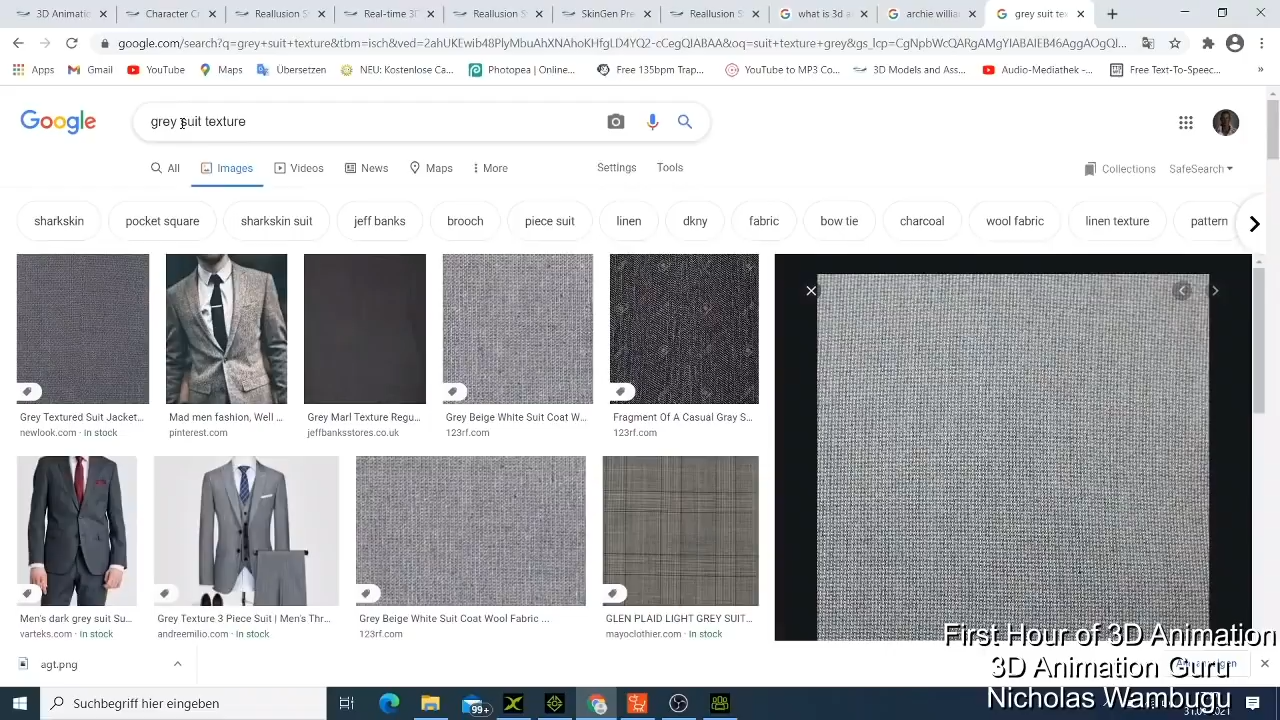 3D Animatic
Character Cr
Reallusion S
Real-time 3D
Reallusion S
SkinGen Pre
Reallusion S
what is 3d a
archie willia
grey suit tex
google.com/search?q=grey+suit+texture&tbm=isch&ved=2ahUKEwib48PlyMbuAhXNAhoKHfgLD4YQ2-cCegQIABAA&oq=suit+texture+grey&gs_lcp=CgNpbWcQARgAMgYIABAIEB46AggAOgQI...
Apps
Gmail
YouTube
Maps
Übersetzen
NEU: Kostenlose Ca...
Photopea | Online...
Free 135bpm Trap...
YouTube to MP3 Co...
3D Models and Ass...
Audio-Mediathek -...
Free Text-To-Speec...
Google
grey suit texture
All
Images
Videos
News
Maps
More
Settings
Tools
Collections
SafeSearch
sharkskin
pocket square
sharkskin suit
jeff banks
brooch
piece suit
linen
dkny
fabric
bow tie
charcoal
wool fabric
linen texture
pattern
Grey Textured Suit Jacket...
newlook.com · In stock
Mad men fashion, Well ...
pinterest.com
Grey Marl Texture Regu...
jeffbanksstores.co.uk
Grey Beige White Suit Coat W...
123rf.com
Fragment Of A Casual Gray S...
123rf.com
Men's dark grey suit Su...
varteks.com · In stock
Grey Texture 3 Piece Suit | Men's Thr...
andreemilio.com · In stock
Grey Beige White Suit Coat Wool Fabric ...
123rf.com
GLEN PLAID LIGHT GREY SUIT...
mayoclothier.com · In stock
agt.png
First Hour of 3D Animation
3D Animation Guru
Nicholas Wambugu
Suchbegriff hier eingeben
99+